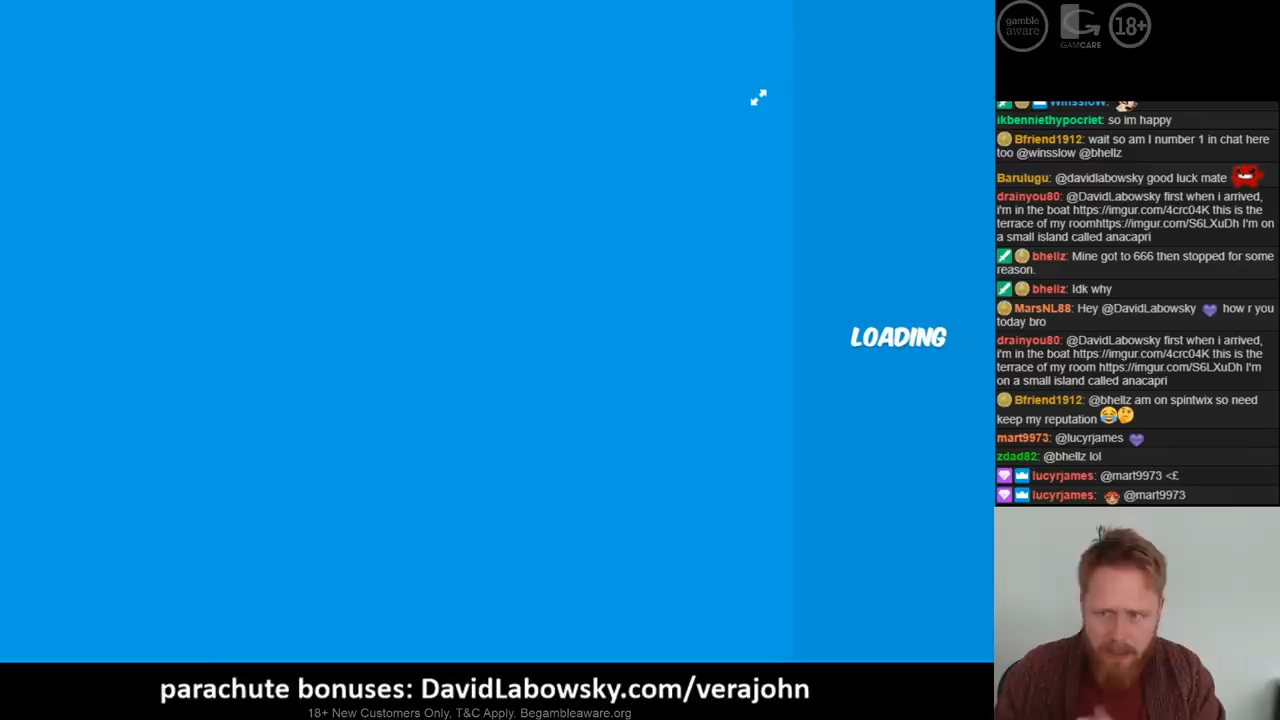 gamble
aware
GAMCARE
18+
Winsslow:
ikbenniethypocriet: so im happy
Bfriend1912: wait so am I number 1 in chat here
too @winsslow @bhellz
Barulugu: @davidlabowsky good luck mate
drainyou80: @DavidLabowsky first when i arrived,
i'm in the boat https://imgur.com/4crc04K this is the
terrace of my roomhttps://imgur.com/S6LXuDh I'm on
a small island called anacapri
bhellz: Mine got to 666 then stopped for some
reason.
bhellz: Idk why
MarsNL88: Hey @DavidLabowsky 💜 how r you
today bro
drainyou80: @DavidLabowsky first when i arrived,
i'm in the boat https://imgur.com/4crc04K this is the
terrace of my room https://imgur.com/S6LXuDh I'm
on a small island called anacapri
Bfriend1912: @bhellz am on spintwix so need
keep my reputation 😂🤔
mart9973: @lucyrjames 💜
zdad82: @bhellz lol
lucyrjames: @mart9973 <£
lucyrjames: @mart9973
LOADING
parachute bonuses: DavidLabowsky.com/verajohn
18+ New Customers Only, T&C Apply. Begambleaware.org